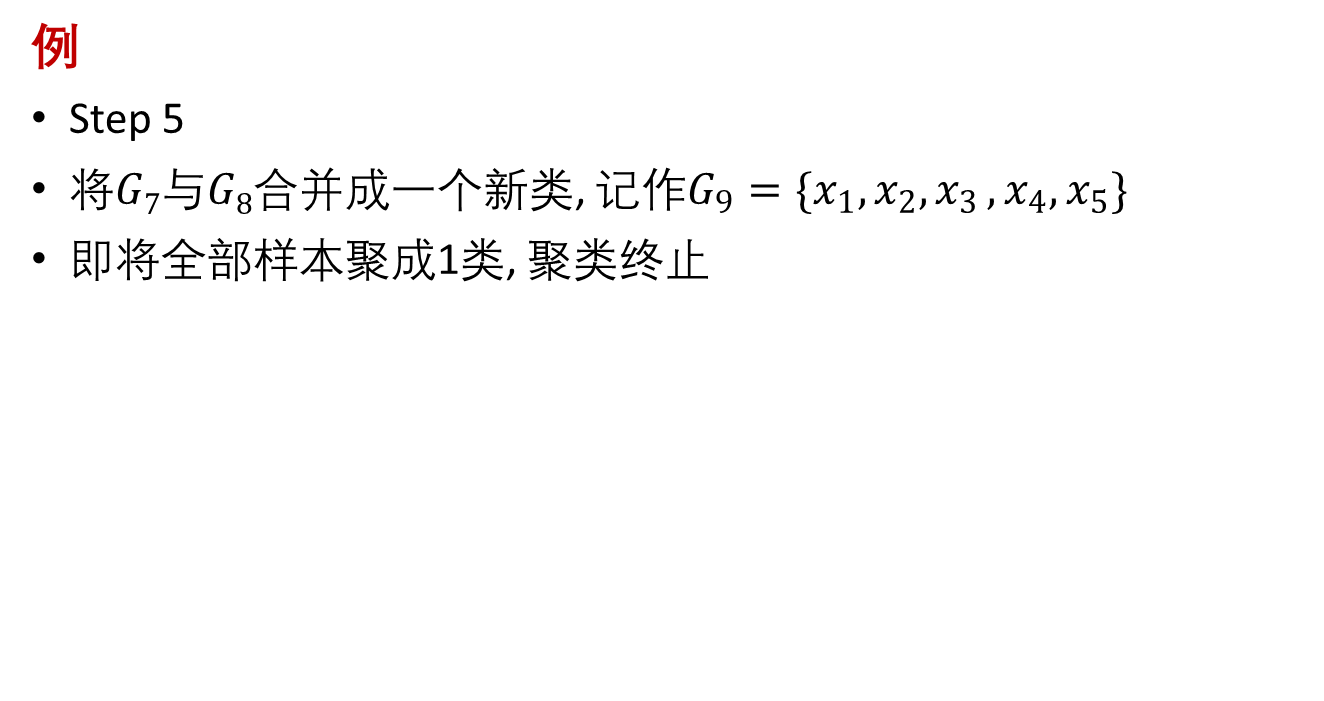 例
• Step 5
• 将G₇与G₈合并成一个新类, 记作G₉ = {x₁, x₂, x₃ , x₄, x₅}
• 即将全部样本聚成1类, 聚类终止